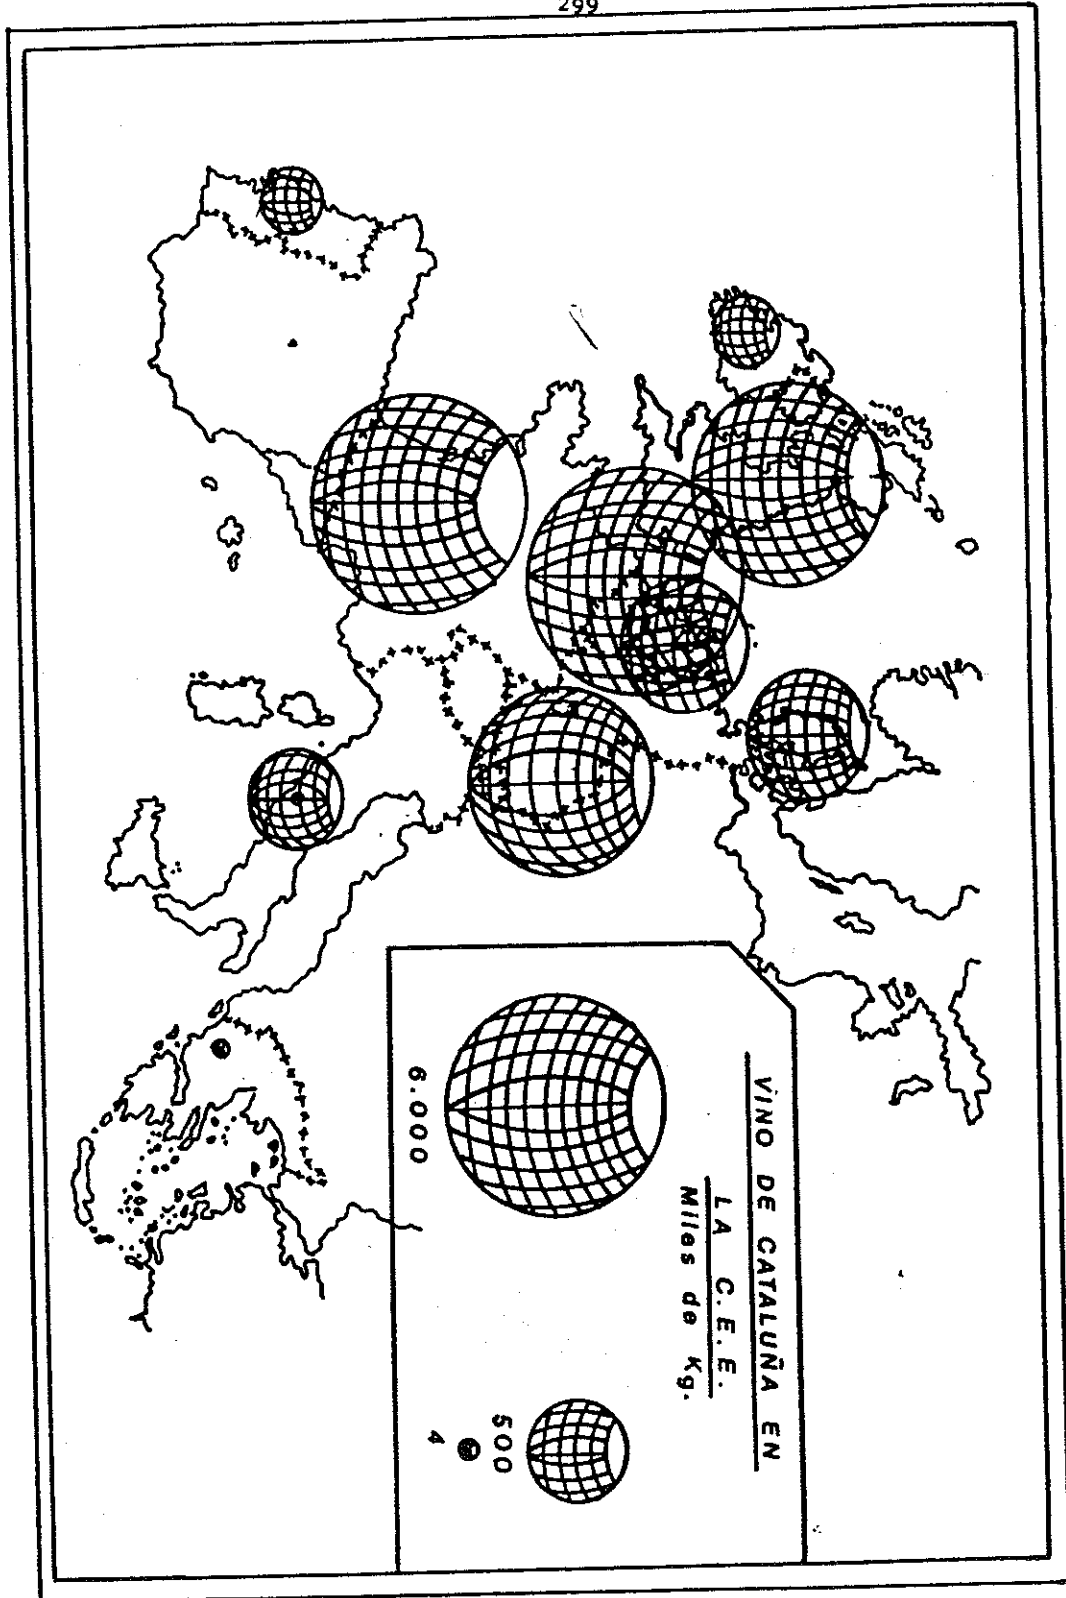 299
VINO DE CATALUÑA EN
LA C.E.E.
Miles de Kg.
6.000
500
4